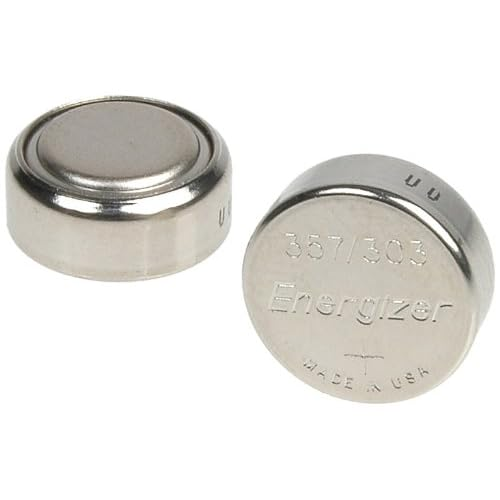 U U
357/303
Energizer
+
MADE IN USA
U U